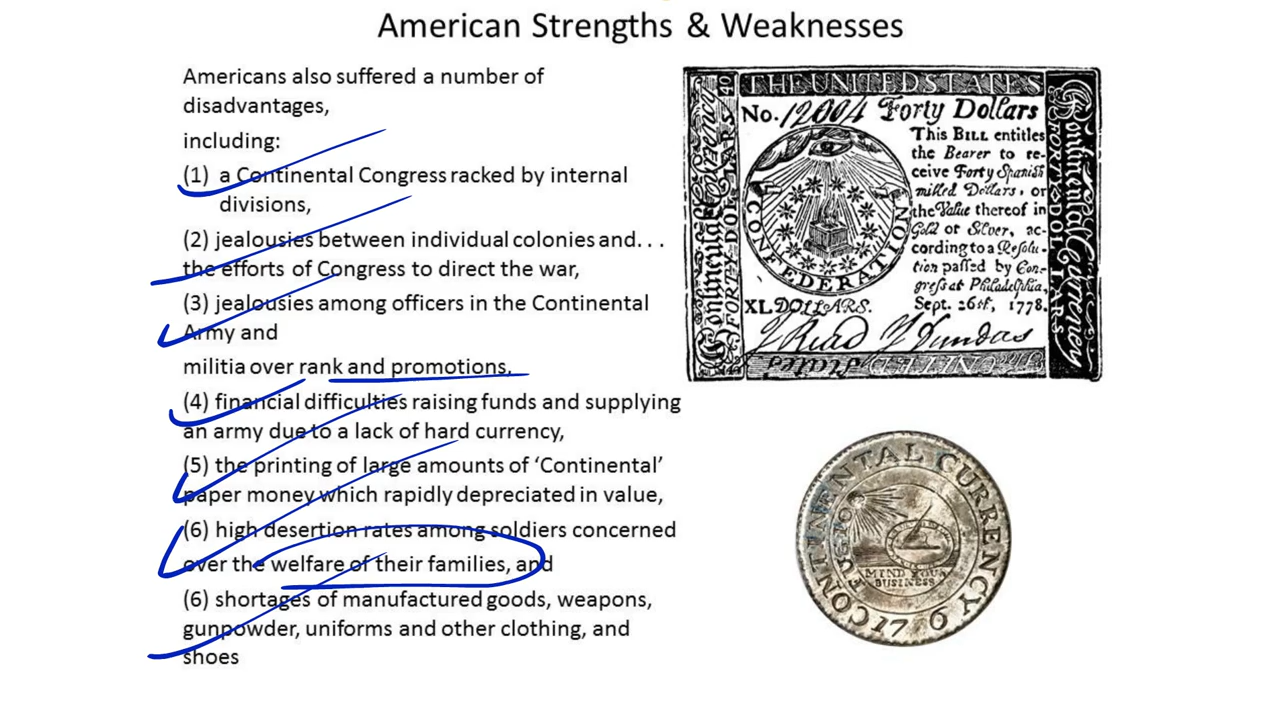 American Strengths & Weaknesses
Americans also suffered a number of
disadvantages,
including:
(1) a Continental Congress racked by internal
divisions,
(2) jealousies between individual colonies and. . .
the efforts of Congress to direct the war,
(3) jealousies among officers in the Continental
Army and
militia over rank and promotions,
(4) financial difficulties raising funds and supplying
an army due to a lack of hard currency,
(5) the printing of large amounts of ‘Continental’
paper money which rapidly depreciated in value,
(6) high desertion rates among soldiers concerned
over the welfare of their families, and
(6) shortages of manufactured goods, weapons,
gunpowder, uniforms and other clothing, and
shoes
THE UNITED STATES
No. 12004 Forty Dollars
This BILL entitles
the Bearer to re-
ceive Forty Spanish
milled Dollars, or
the Value thereof in
Gold or Silver, ac-
cording to a Resolu-
tion passed by Con-
gress at Philadelphia,
Sept. 26th, 1778.
XL DOLLARS.
CONFEDERATION
Continental Currency
FORTY DOLLARS
Continental Currency
FORTY DOLLARS
CONTINENTAL CURRENCY
1776
FUGIO
MIND YOUR
BUSINESS